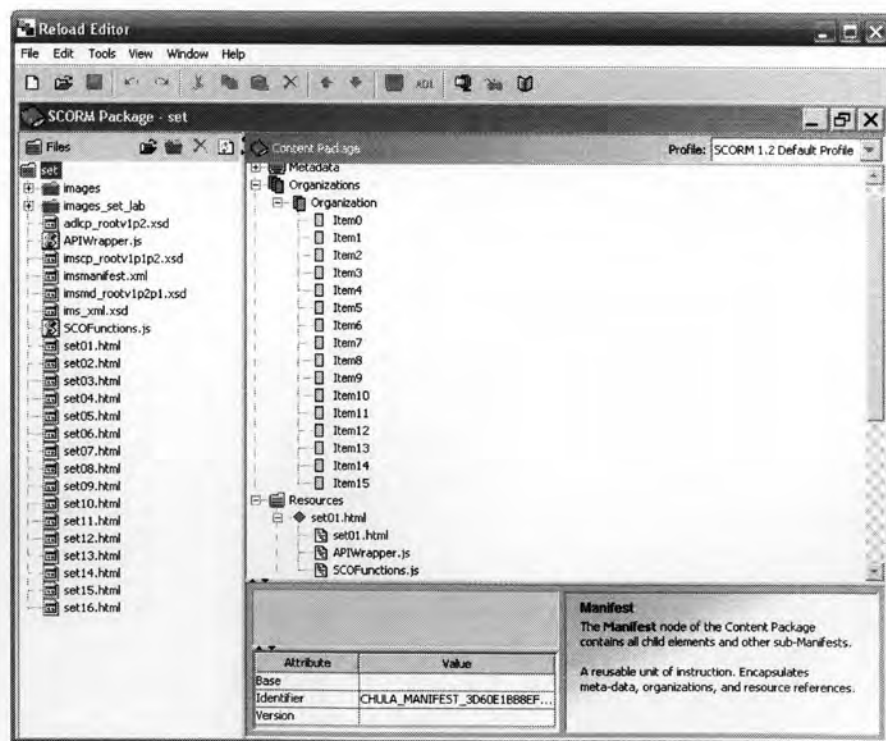 Reload Editor
File Edit Tools View Window Help
ADL
SCORM Package - set
Files
Content Package
Profile: SCORM 1.2 Default Profile
set
images
images_set_lab
adlcp_rootv1p2.xsd
APIWrapper.js
imscp_rootv1p1p2.xsd
imsmanifest.xml
imsmd_rootv1p2p1.xsd
ims_xml.xsd
SCOFunctions.js
set01.html
set02.html
set03.html
set04.html
set05.html
set06.html
set07.html
set08.html
set09.html
set10.html
set11.html
set12.html
set13.html
set14.html
set15.html
set16.html
Metadata
Organizations
Organization
Item0
Item1
Item2
Item3
Item4
Item5
Item6
Item7
Item8
Item9
Item10
Item11
Item12
Item13
Item14
Item15
Resources
set01.html
set01.html
APIWrapper.js
SCOFunctions.js
Attribute Value
Base
Identifier CHULA_MANIFEST_3D60E1B88EF...
Version
Manifest
The Manifest node of the Content Package
contains all child elements and other sub-Manifests.
A reusable unit of instruction. Encapsulates
meta-data, organizations, and resource references.